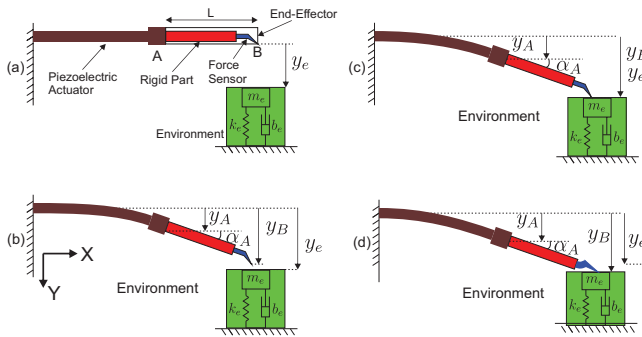 L
End-Effector
A
B
(a)
Piezoelectric
Actuator
Rigid Part
Force
Sensor
y_e
Environment
m_e
k_e
b_e
(c)
y_A
α_A
y_B
y_e
Environment
m_e
k_e
b_e
(b)
y_A
α_A
y_B
y_e
X
Y
Environment
m_e
k_e
b_e
(d)
y_A
α_A
y_B
y_e
Environment
m_e
k_e
b_e